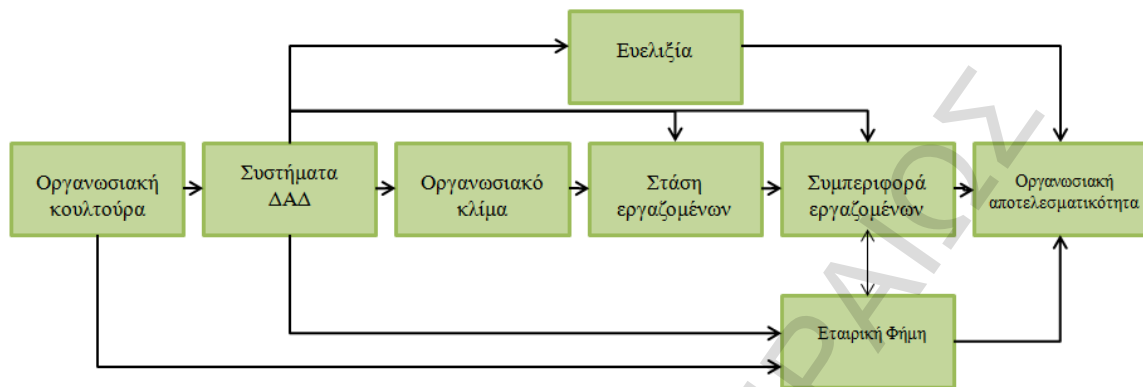 Ευελιξία
Οργανωσιακή
κουλτούρα
Συστήματα
ΔΑΔ
Οργανωσιακό
κλίμα
Στάση
εργαζομένων
Συμπεριφορά
εργαζομένων
Οργανωσιακή
αποτελεσματικότητα
Εταιρική Φήμη